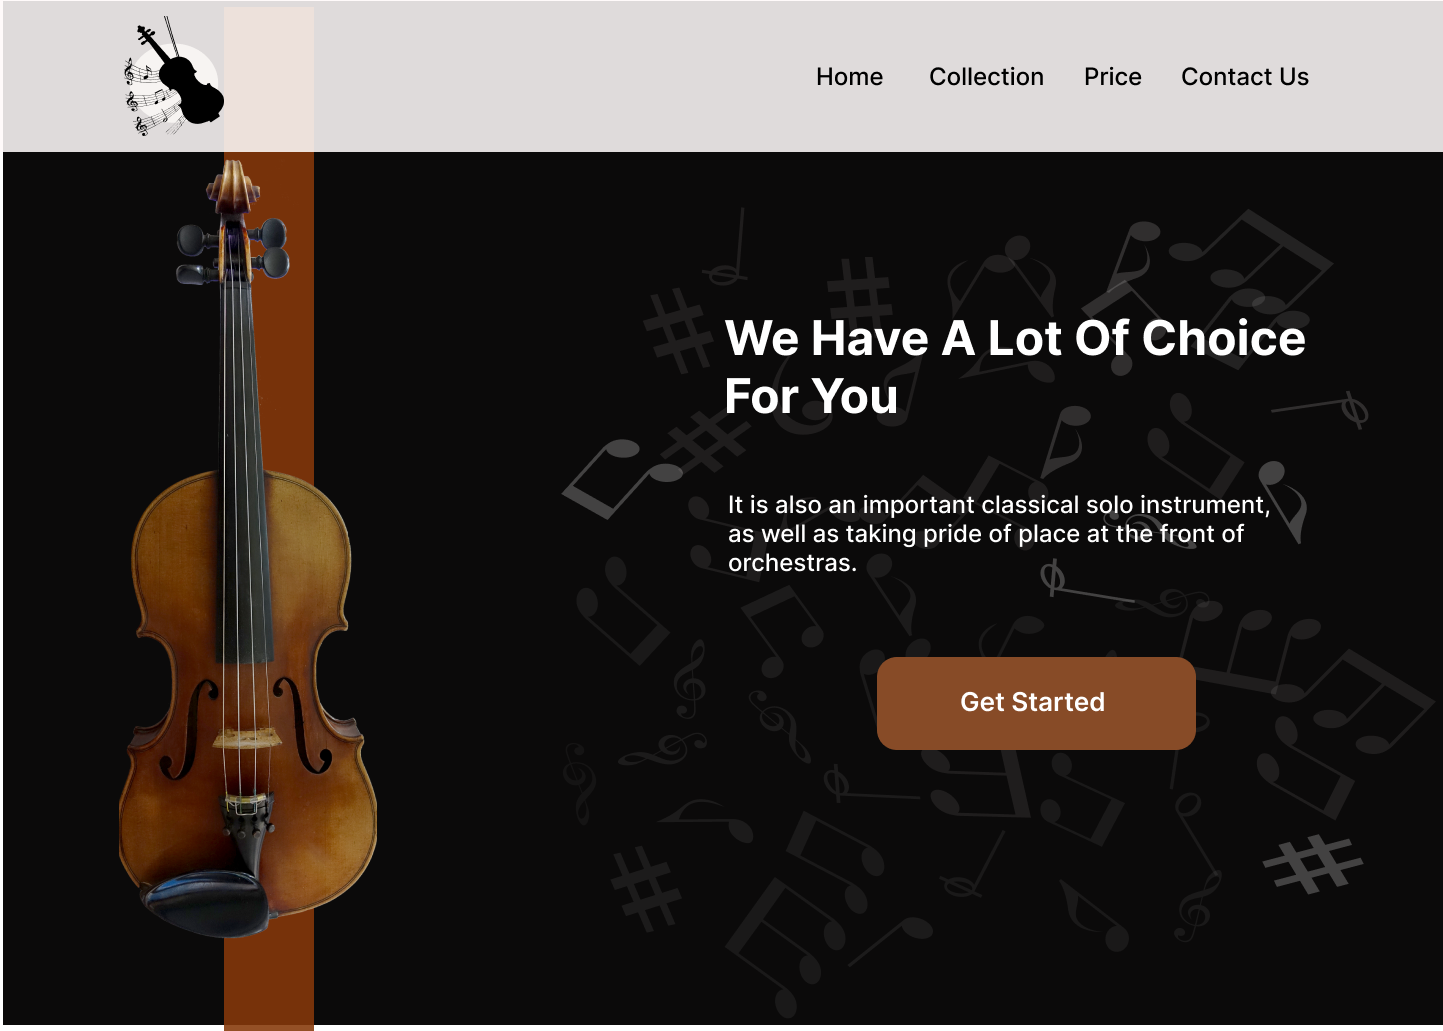 Home Collection Price Contact Us
We Have A Lot Of Choice
For You
It is also an important classical solo instrument,
as well as taking pride of place at the front of
orchestras.
Get Started